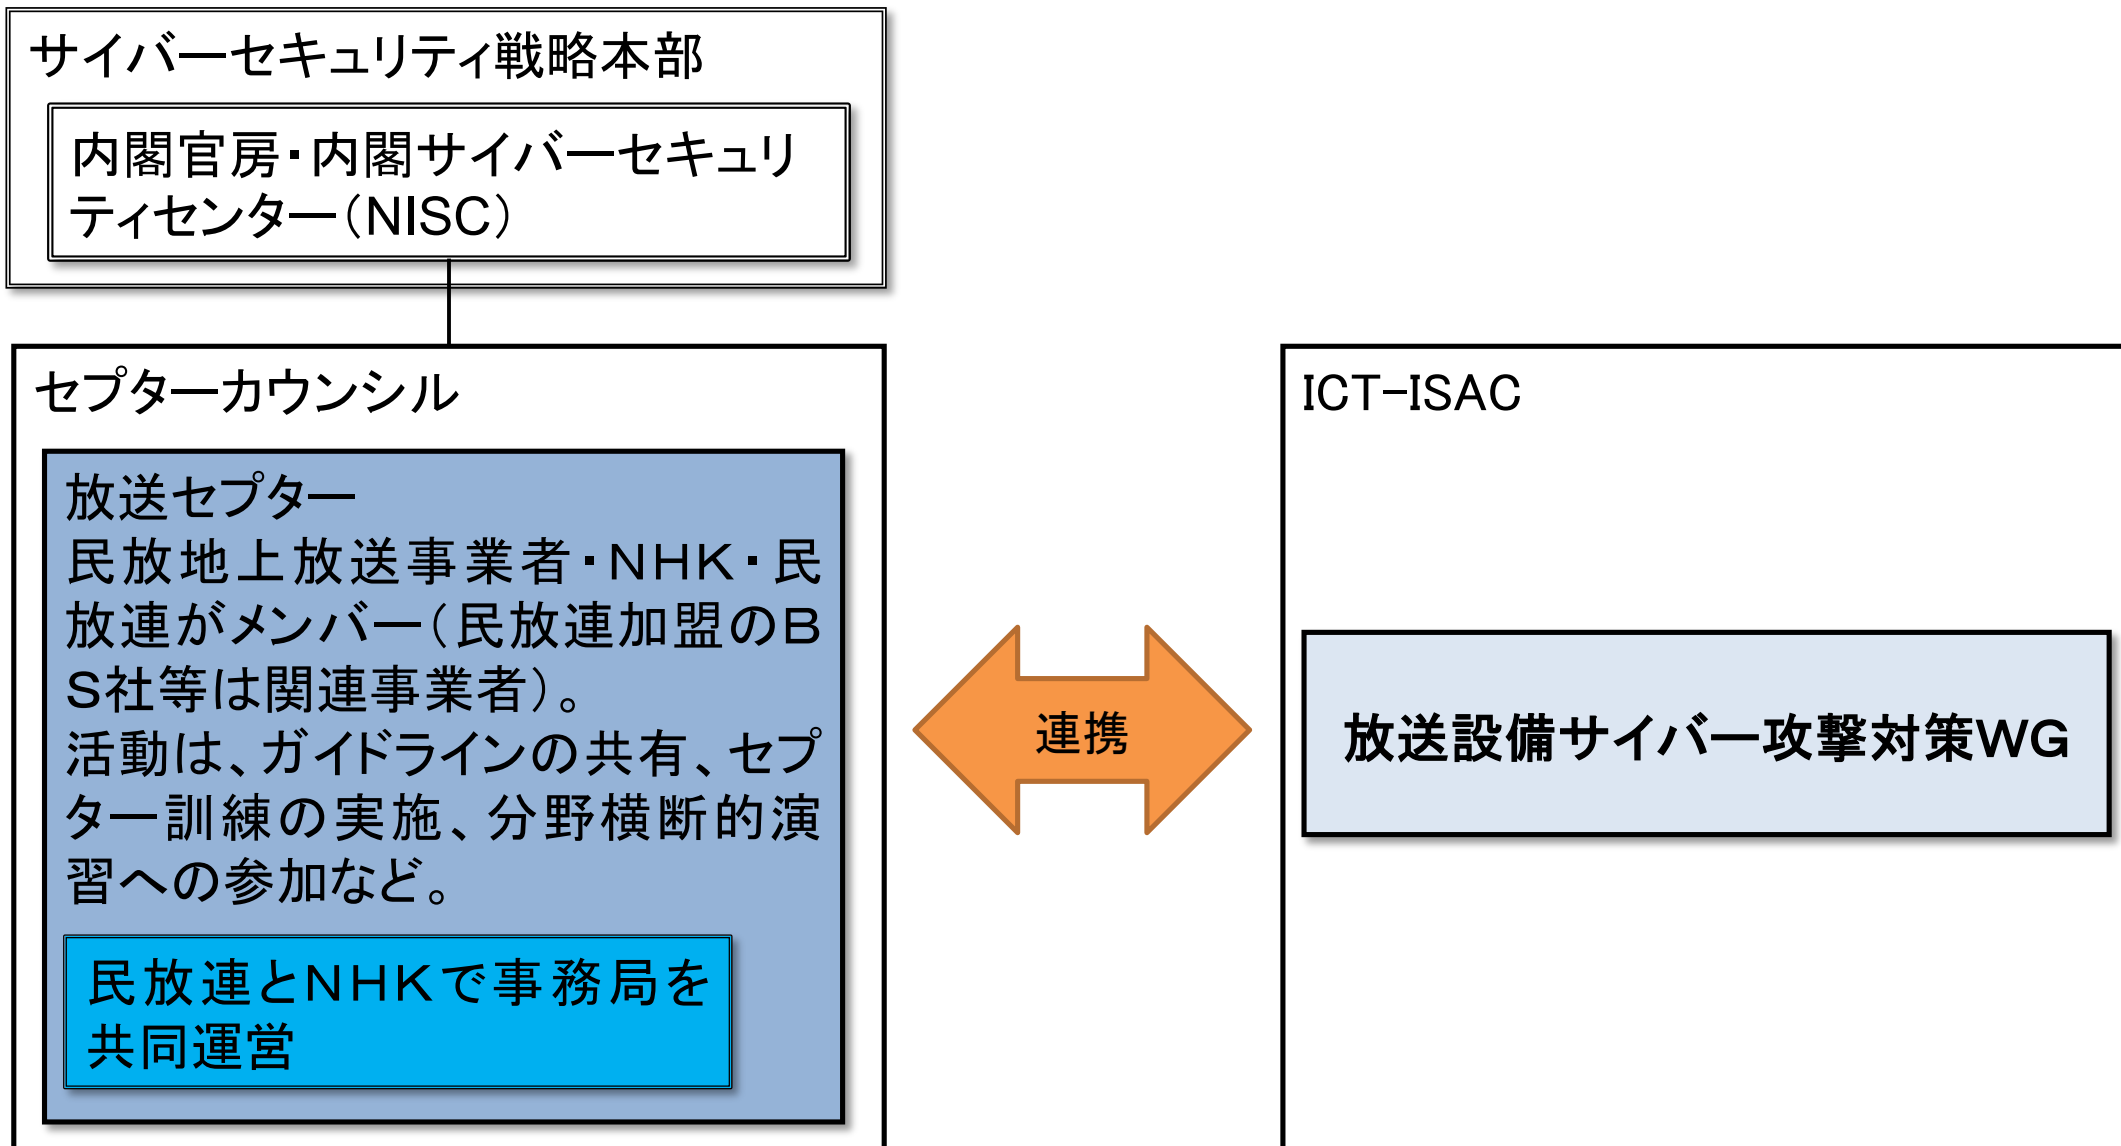 サイバーセキュリティ戦略本部
内閣官房・内閣サイバーセキュリ
ティセンター（NISC）
セプターカウンシル
放送セプター
民放地上放送事業者・ＮＨＫ・民
放連がメンバー（民放連加盟のＢ
Ｓ社等は関連事業者）。
活動は、ガイドラインの共有、セプ
ター訓練の実施、分野横断的演
習への参加など。
民放連とＮＨＫで事務局を
共同運営
連携
ICT-ISAC
放送設備サイバー攻撃対策WG